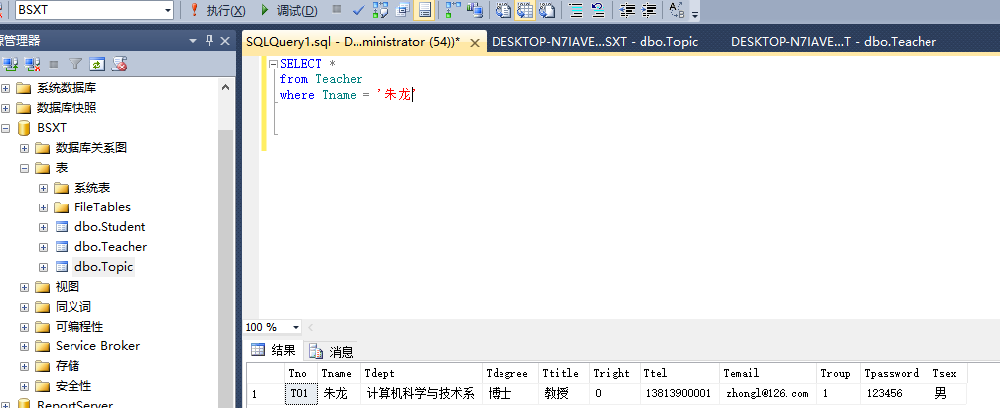 BSXT 执行(X) 调试(D)
源管理器
SQLQuery1.sql - D...ministrator (54))* DESKTOP-N7IAVE...SXT - dbo.Topic DESKTOP-N7IAVE...T - dbo.Teacher
系统数据库
数据库快照
BSXT
数据库关系图
表
系统表
FileTables
dbo.Student
dbo.Teacher
dbo.Topic
视图
同义词
可编程性
Service Broker
存储
安全性
ReportServer
SELECT *
from Teacher
where Tname = '朱龙'
100 %
结果 消息
Tno Tname Tdept Tdegree Ttitle Tright Ttel Temail Troup Tpassword Tsex
1 T01 朱龙 计算机科学与技术系 博士 教授 0 13813900001 zhongl@126.com 1 123456 男